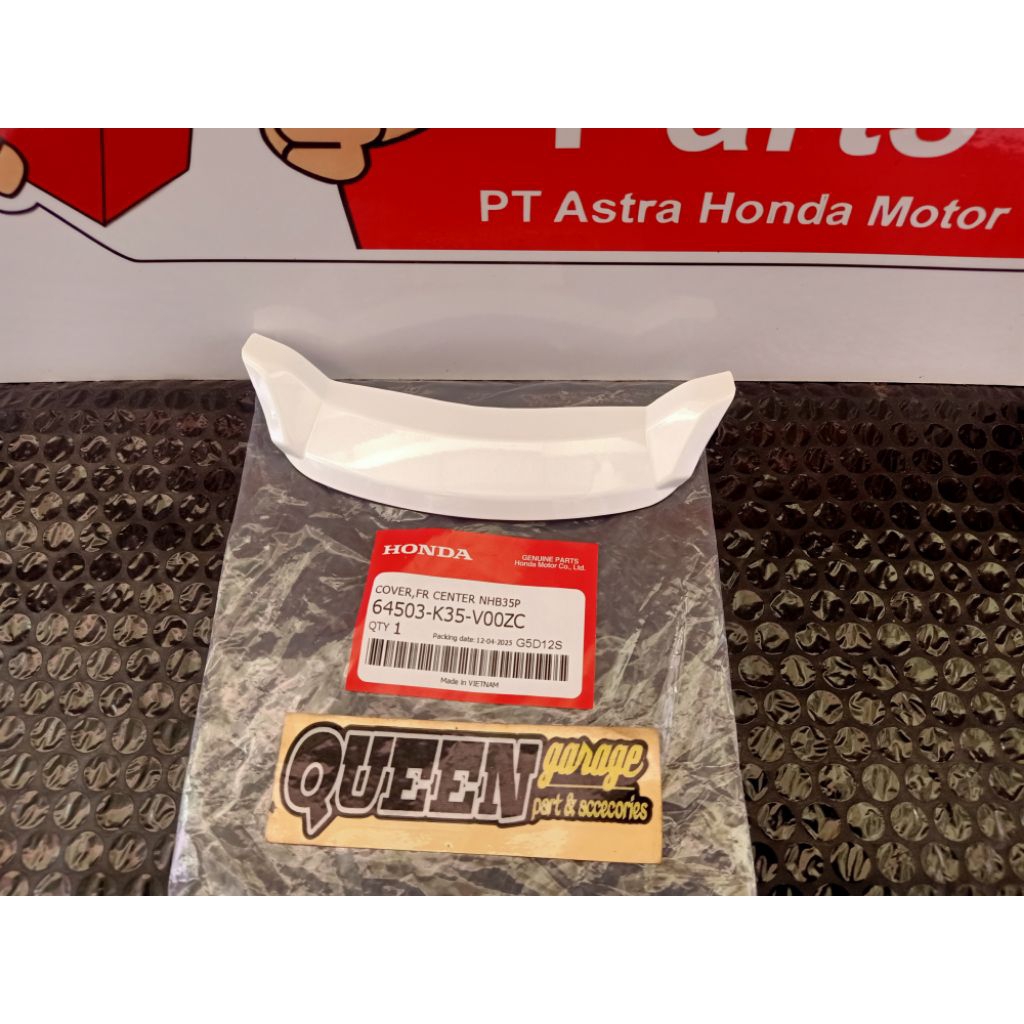 Parts
PT Astra Honda Motor
HONDA
GENUINE PARTS
Honda Motor Co., Ltd.
COVER,FR CENTER NHB35P
64503-K35-V00ZC
QTY 1
Packing date: 12-04-2025 G5D12S
Made in VIETNAM
QUEEN garage
part & sccecories